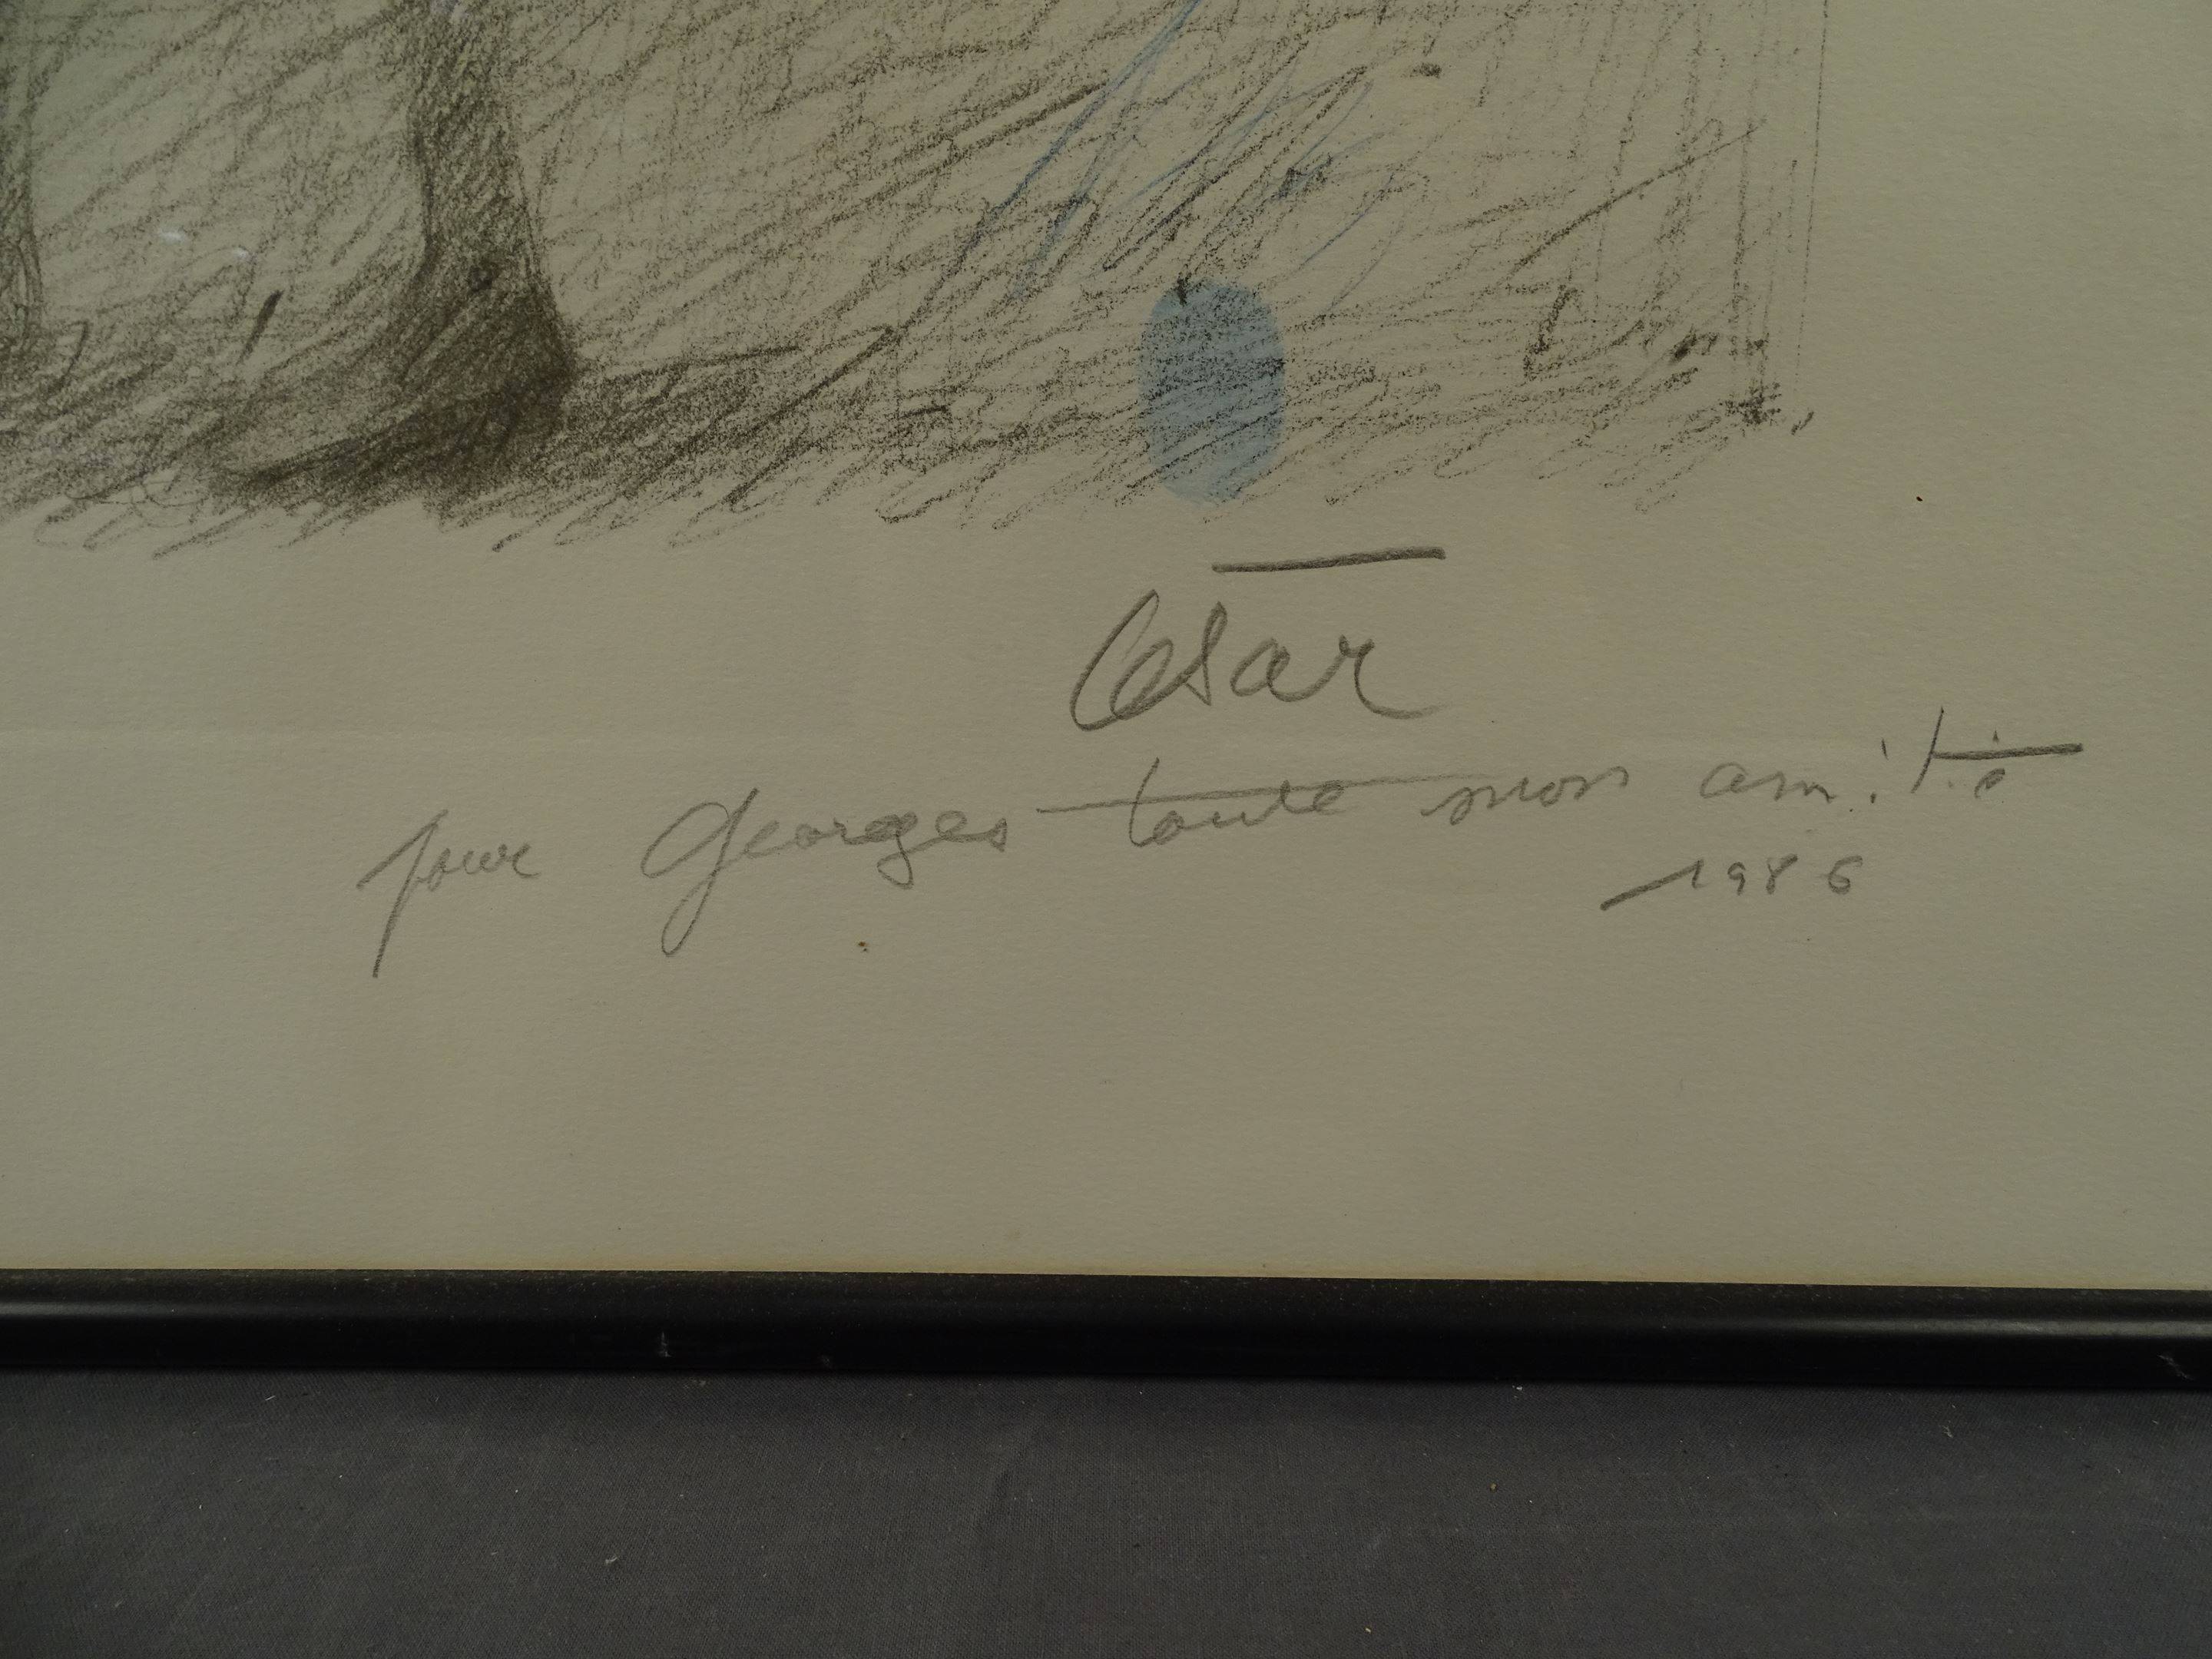 César
pour Georges toute mon amitié
1986